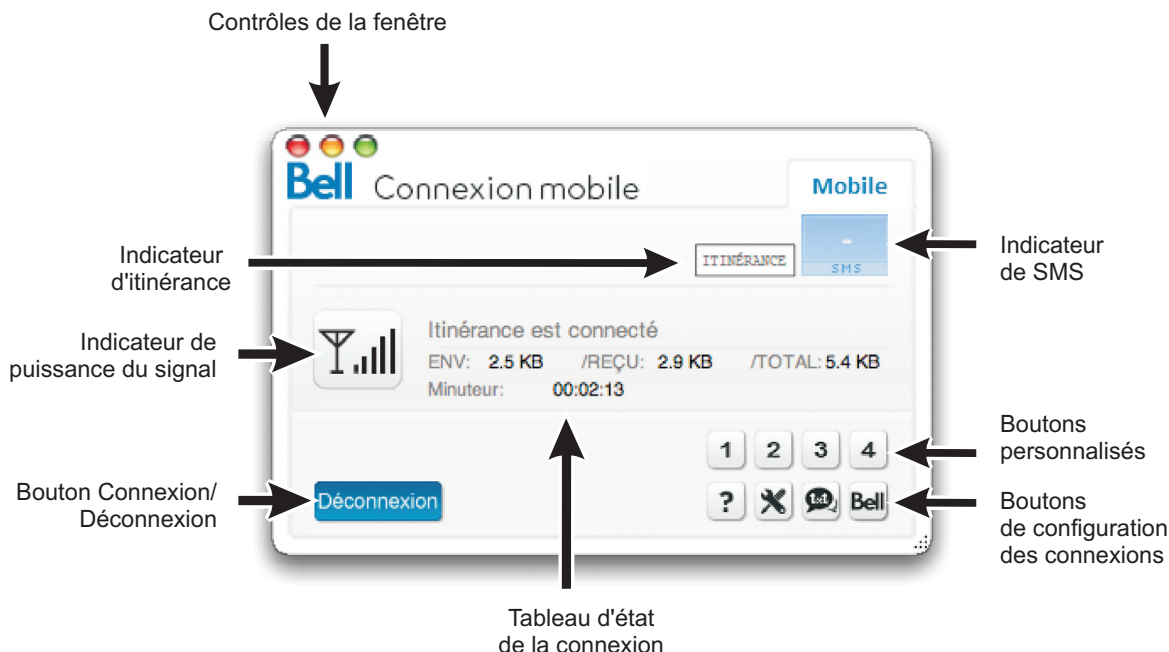 Contrôles de la fenêtre
Bell Connexion mobile
Mobile
Indicateur
d'itinérance
ITINÉRANCE
-
SMS
Indicateur
de SMS
Indicateur de
puissance du signal
Itinérance est connecté
ENV: 2.5 KB /REÇU: 2.9 KB /TOTAL: 5.4 KB
Minuteur: 00:02:13
1 2 3 4
Boutons
personnalisés
Bouton Connexion/
Déconnexion
Déconnexion
? 1x1 Bell
Boutons
de configuration
des connexions
Tableau d'état
de la connexion